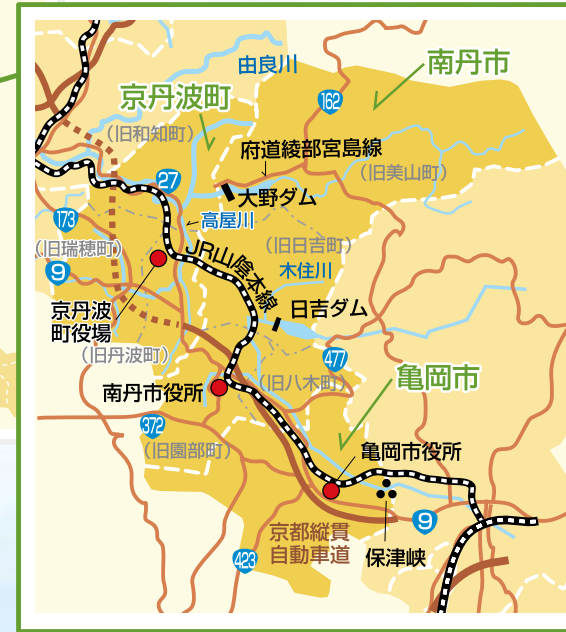 由良川
南丹市
京丹波町
162
(旧和知町)
府道綾部宮島線
(旧美山町)
27
大野ダム
173
高屋川
(旧瑞穂町)
JR山陰本線
(旧日吉町)
9
木住川
京丹波
町役場
日吉ダム
(旧丹波町)
477
南丹市役所
(旧八木町)
亀岡市
372
(旧園部町)
亀岡市役所
京都縦貫
自動車道
9
423
保津峡